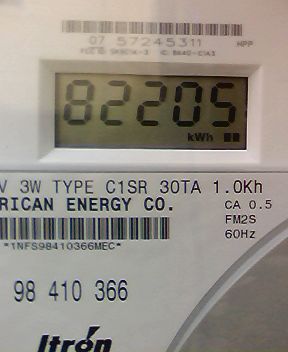 07 57245311 HPP
82205
kWh
V 3W TYPE C1SR 30TA 1.0Kh
RICAN ENERGY CO. CA 0.5
FM2S
*1NFS98410366MEC* 60Hz
98 410 366
Itron